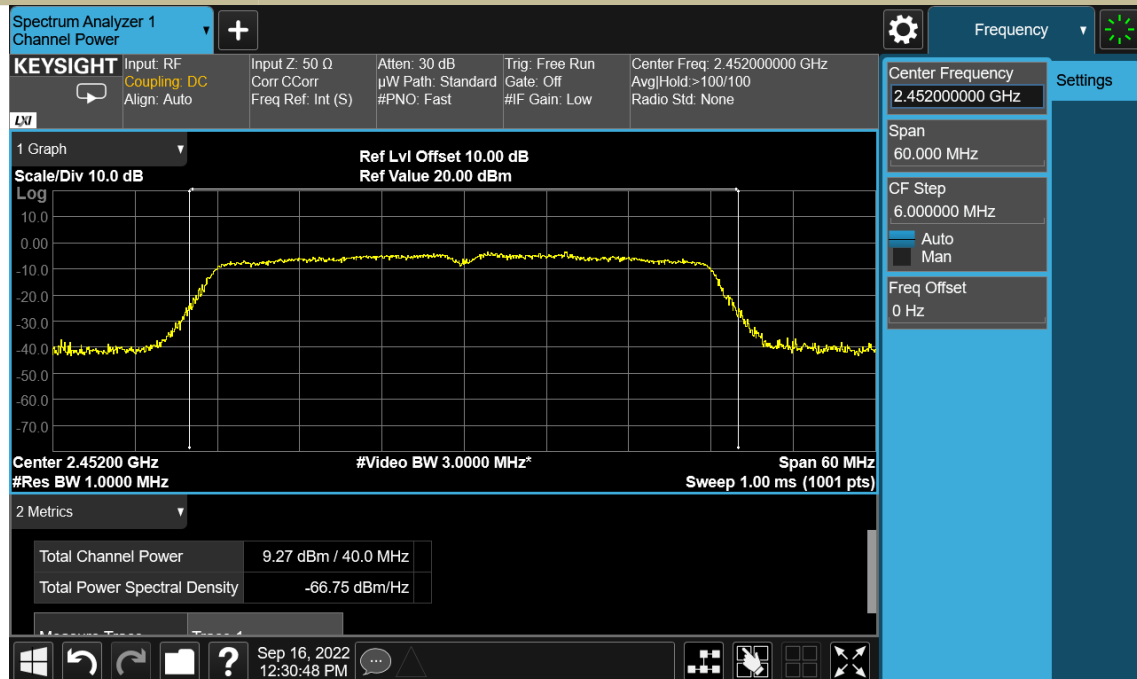 Spectrum Analyzer 1
Channel Power
+
Frequency
KEYSIGHT
LXI
Input: RF
Coupling: DC
Align: Auto
Input Z: 50 Ω
Corr CCorr
Freq Ref: Int (S)
Atten: 30 dB
µW Path: Standard
#PNO: Fast
Trig: Free Run
Gate: Off
#IF Gain: Low
Center Freq: 2.452000000 GHz
Avg|Hold:>100/100
Radio Std: None
Center Frequency
2.452000000 GHz
Settings
Span
60.000 MHz
CF Step
6.000000 MHz
Auto
Man
Freq Offset
0 Hz
1 Graph
Scale/Div 10.0 dB
Ref Lvl Offset 10.00 dB
Ref Value 20.00 dBm
Log
10.0
0.00
-10.0
-20.0
-30.0
-40.0
-50.0
-60.0
-70.0
Center 2.45200 GHz
#Video BW 3.0000 MHz*
Span 60 MHz
#Res BW 1.0000 MHz
Sweep 1.00 ms (1001 pts)
2 Metrics
Total Channel Power 9.27 dBm / 40.0 MHz
Total Power Spectral Density -66.75 dBm/Hz
Measure Trace Trace 1
?
Sep 16, 2022
12:30:48 PM